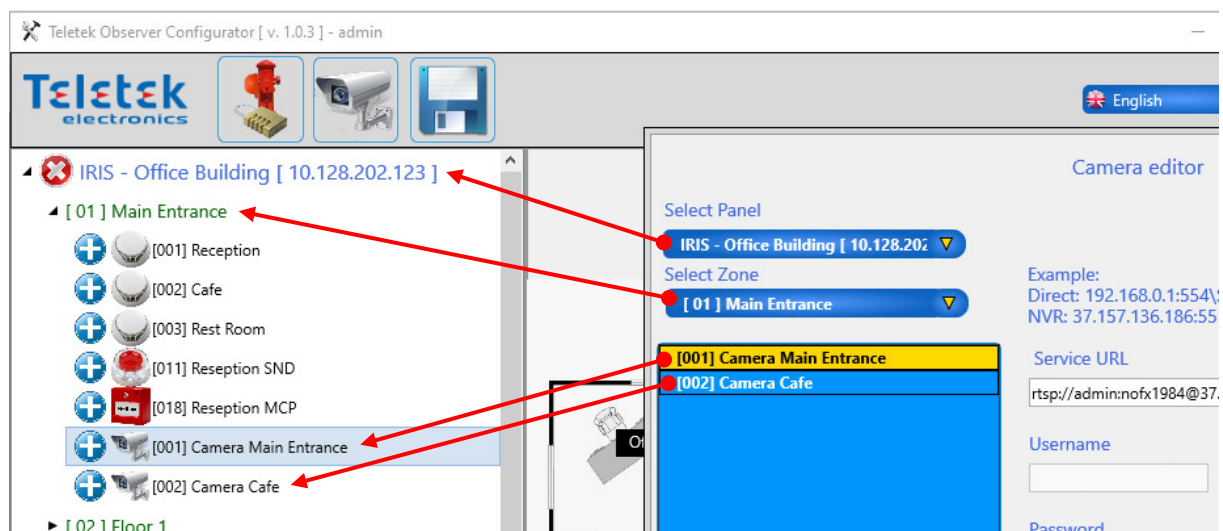 Teletek Observer Configurator [ v. 1.0.3 ] - admin
Teletek
electronics
English
IRIS - Office Building [ 10.128.202.123 ]
[ 01 ] Main Entrance
[001] Reception
[002] Cafe
[003] Rest Room
[011] Reseption SND
[018] Reseption MCP
[001] Camera Main Entrance
[002] Camera Cafe
[ 02 ] Floor 1
Camera editor
Select Panel
IRIS - Office Building [ 10.128.202
Select Zone
[ 01 ] Main Entrance
[001] Camera Main Entrance
[002] Camera Cafe
Example:
Direct: 192.168.0.1:554\
NVR: 37.157.136.186:55
Service URL
rtsp://admin:nofx1984@37.
Username
Password